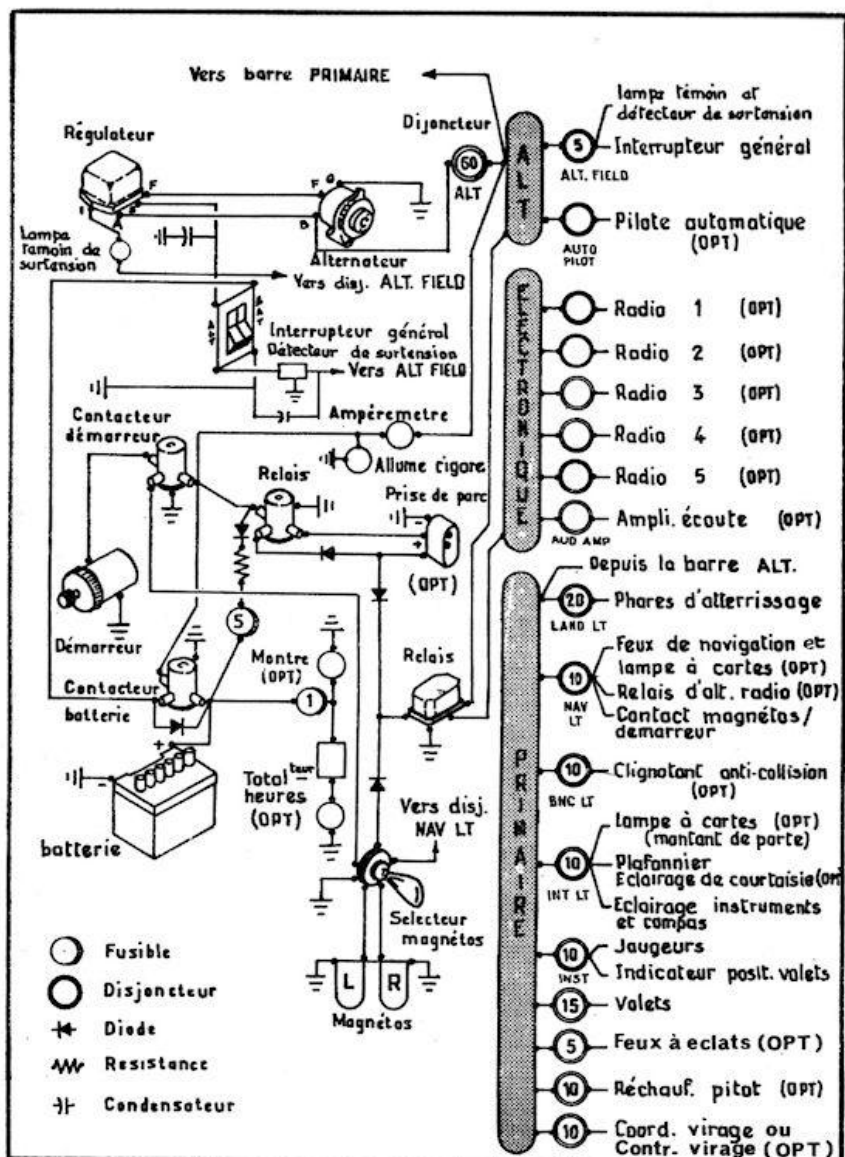 Vers barre PRIMAIRE
Régulateur
F
F
G
A
B
Lampe
temoin de
surtension
Alternateur
Dijoncteur
60
ALT
Vers disj. ALT. FIELD
BAT
ALT
Interrupteur général
Détecteur de surtension
Vers ALT FIELD
Contacteur
démarreur
Ampéremetre
Allume cigare
Relais
Prise de parc
-
+
(OPT)
Démarreur
5
Montre
(OPT)
Relais
Contacteur
batterie
1
+
-
batterie
Total teur
heures
(OPT)
Vers disj.
NAV LT
Selecteur
magnétos
L
R
Magnétos
Fusible
Disjoncteur
Diode
Resistance
Condensateur
ALT
lampe témoin et
détecteur de surtension
5
Interrupteur général
ALT. FIELD
Pilote automatique
(OPT)
AUTO
PILOT
ELECTRONIQUE
Radio 1 (OPT)
Radio 2 (OPT)
Radio 3 (OPT)
Radio 4 (OPT)
Radio 5 (OPT)
Ampli. écoute (OPT)
AUD AMP
PRIMAIRE
Depuis la barre ALT.
20
Phares d'atterrissage
LAND LT
Feux de navigation et
lampe à cartes (OPT)
10
Relais d'alt. radio (OPT)
NAV
LT
Contact magnétos/
demarreur
10
Clignotant anti-collision
(OPT)
BNC LT
Lampe à cartes (OPT)
(montant de porte)
10
Plafonnier
Eclairage de courtoisie (OPT)
INT LT
Eclairage instruments
et compas
10
Jaugeurs
INST
Indicateur posit. volets
15
Volets
5
Feux à eclats (OPT)
10
Réchauf. pitot (OPT)
10
Coord. virage ou
Contr. virage (OPT)